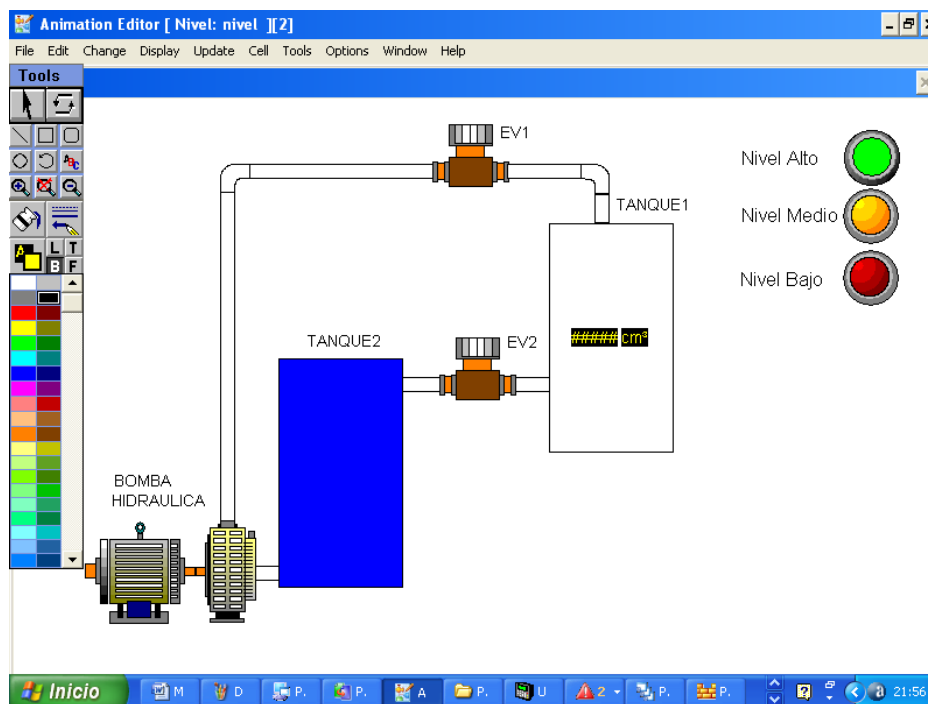 Animation Editor [ Nivel: nivel ][2]
File Edit Change Display Update Cell Tools Options Window Help
Tools
ABC
A L T
B F
EV1
Nivel Alto
TANQUE1
Nivel Medio
Nivel Bajo
##### cm³
TANQUE2
EV2
BOMBA
HIDRAULICA
Inicio M D P. P. A P. U 2 P. P. ? a 21:56